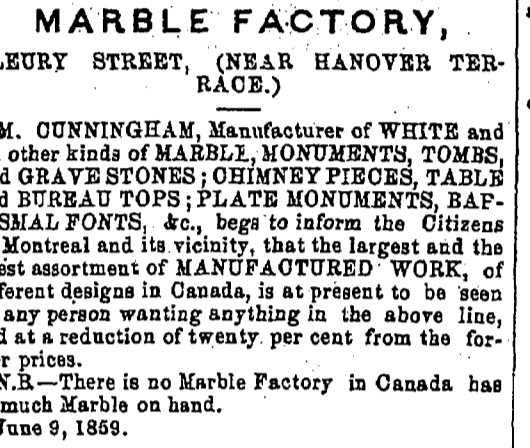 MARBLE FACTORY,
LEURY STREET, (NEAR HANOVER TER-
RACE.)
M. CUNNINGHAM, Manufacturer of WHITE and
other kinds of MARBLE, MONUMENTS, TOMBS,
d GRAVE STONES; CHIMNEY PIECES, TABLE
d BUREAU TOPS; PLATE MONUMENTS, BAP-
SMAL FONTS, &c., begs to inform the Citizens
Montreal and its vicinity, that the largest and the
est assortment of MANUFACTURED WORK, of
fferent designs in Canada, is at present to be seen
any person wanting anything in the above line,
d at a reduction of twenty per cent from the for-
r prices.
N.B—There is no Marble Factory in Canada has
much Marble on hand.
June 9, 1859.